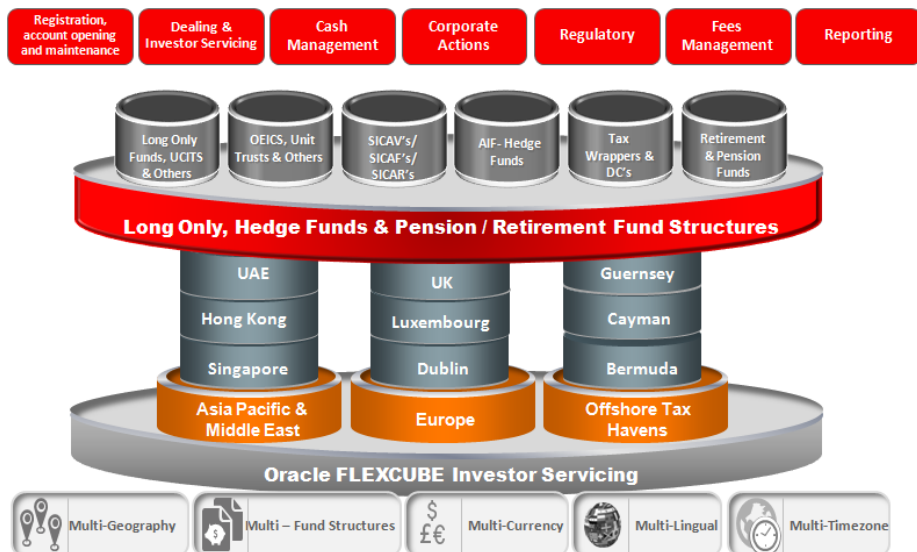 Registration,
account opening
and maintenance
Dealing &
Investor Servicing
Cash
Management
Corporate
Actions
Regulatory
Fees
Management
Reporting
Long Only
Funds, UCITS
& Others
OEICS, Unit
Trusts & Others
SICAV's/
SICAF's/
SICAR's
AIF- Hedge
Funds
Tax
Wrappers &
DC's
Retirement
& Pension
Funds
Long Only, Hedge Funds & Pension / Retirement Fund Structures
UAE
Hong Kong
Singapore
Asia Pacific &
Middle East
UK
Luxembourg
Dublin
Europe
Guernsey
Cayman
Bermuda
Offshore Tax
Havens
Oracle FLEXCUBE Investor Servicing
$
Multi-Geography
$
Multi – Fund Structures
$
£€
Multi-Currency
Multi-Lingual
Multi-Timezone